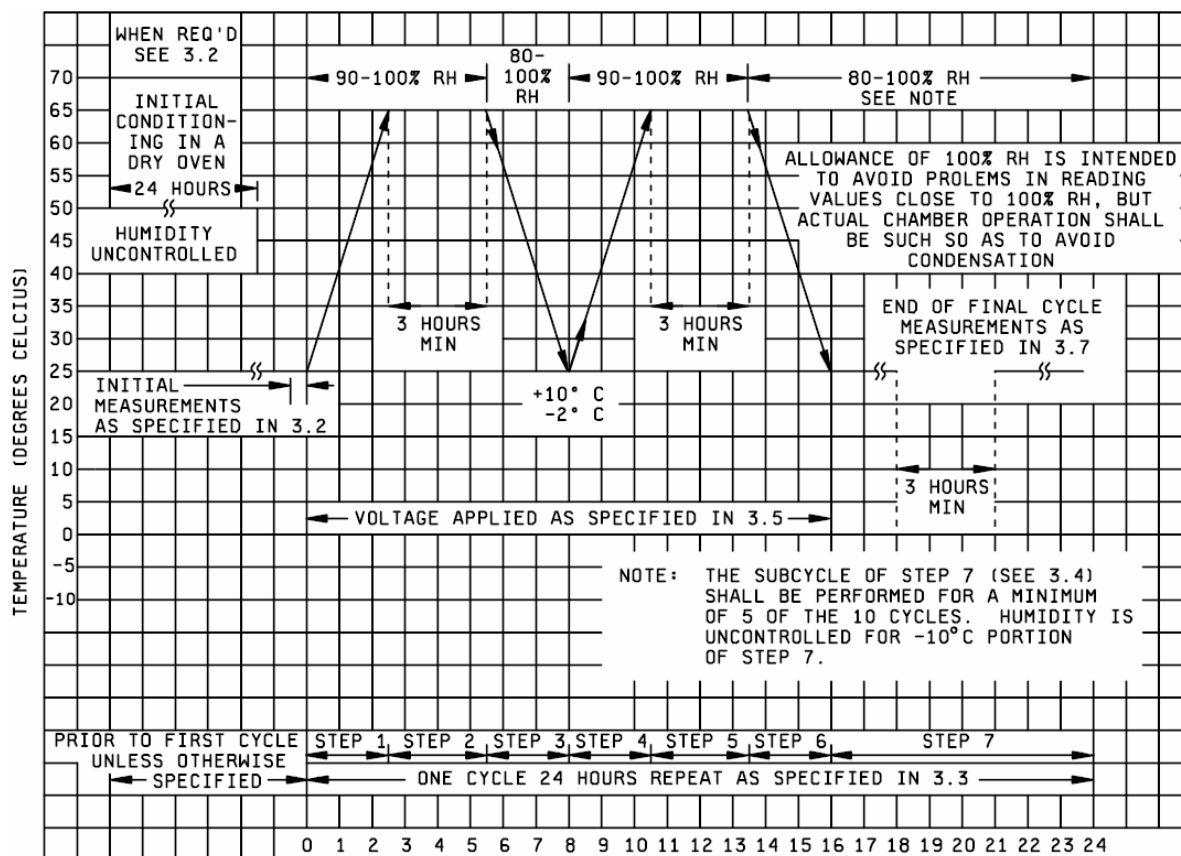 WHEN REQ'D
SEE 3.2
INITIAL
CONDITION-
ING IN A
DRY OVEN
24 HOURS
HUMIDITY
UNCONTROLLED
90-100% RH
80-
100%
RH
90-100% RH
80-100% RH
SEE NOTE
ALLOWANCE OF 100% RH IS INTENDED
TO AVOID PROLEMS IN READING
VALUES CLOSE TO 100% RH, BUT
ACTUAL CHAMBER OPERATION SHALL
BE SUCH SO AS TO AVOID
CONDENSATION
3 HOURS
MIN
3 HOURS
MIN
END OF FINAL CYCLE
MEASUREMENTS AS
SPECIFIED IN 3.7
INITIAL
MEASUREMENTS
AS SPECIFIED IN 3.2
+10° C
-2° C
3 HOURS
MIN
VOLTAGE APPLIED AS SPECIFIED IN 3.5
NOTE: THE SUBCYCLE OF STEP 7 (SEE 3.4)
SHALL BE PERFORMED FOR A MINIMUM
OF 5 OF THE 10 CYCLES. HUMIDITY IS
UNCONTROLLED FOR -10°C PORTION
OF STEP 7.
TEMPERATURE (DEGREES CELCIUS)
70
65
60
55
50
45
40
35
30
25
20
15
10
5
0
-5
-10
PRIOR TO FIRST CYCLE
UNLESS OTHERWISE
SPECIFIED
STEP 1 STEP 2 STEP 3 STEP 4 STEP 5 STEP 6 STEP 7
ONE CYCLE 24 HOURS REPEAT AS SPECIFIED IN 3.3
0 1 2 3 4 5 6 7 8 9 10 11 12 13 14 15 16 17 18 19 20 21 22 23 24